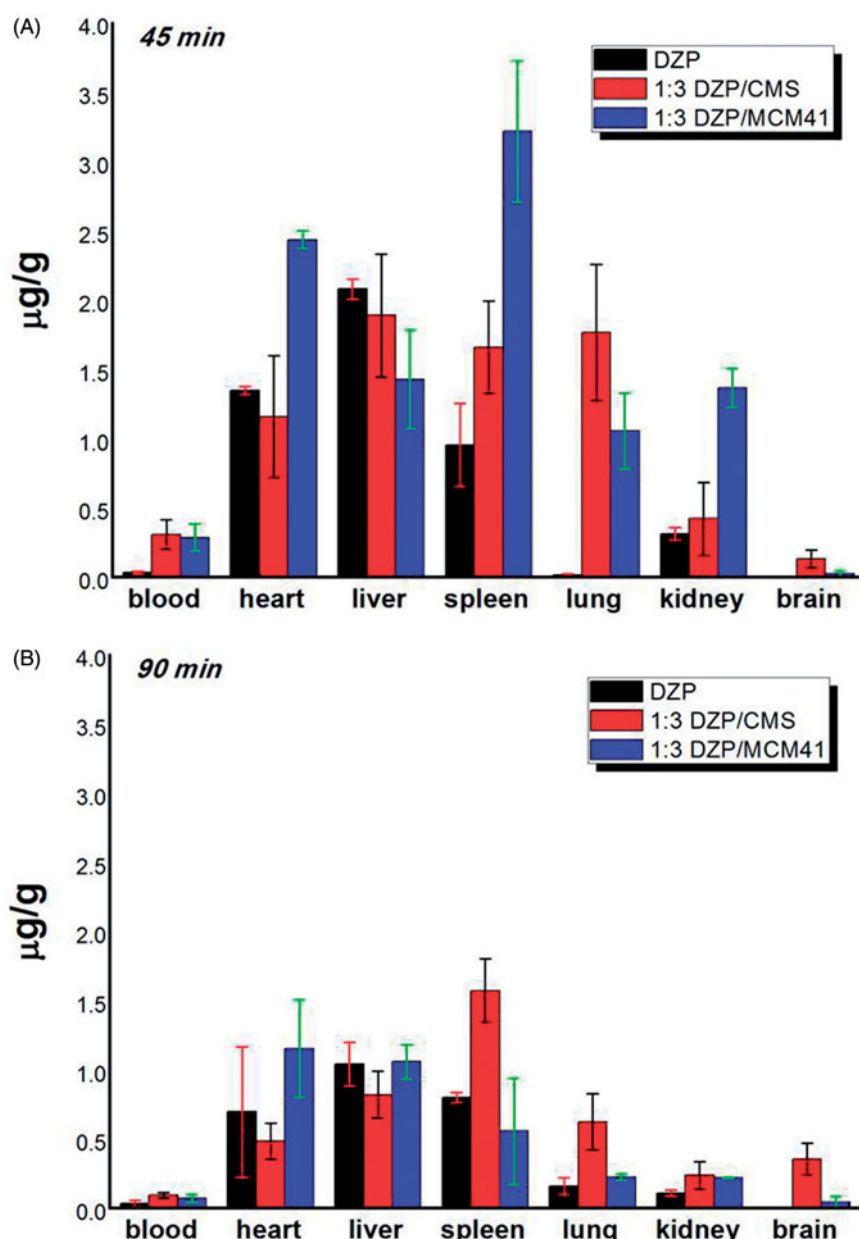 (A)
45 min
DZP
1:3 DZP/CMS
1:3 DZP/MCM41
4.0
3.5
3.0
2.5
2.0
1.5
1.0
0.5
0.0
µg/g
blood heart liver spleen lung kidney brain
(B)
90 min
DZP
1:3 DZP/CMS
1:3 DZP/MCM41
4.0
3.5
3.0
2.5
2.0
1.5
1.0
0.5
0.0
µg/g
blood heart liver spleen lung kidney brain